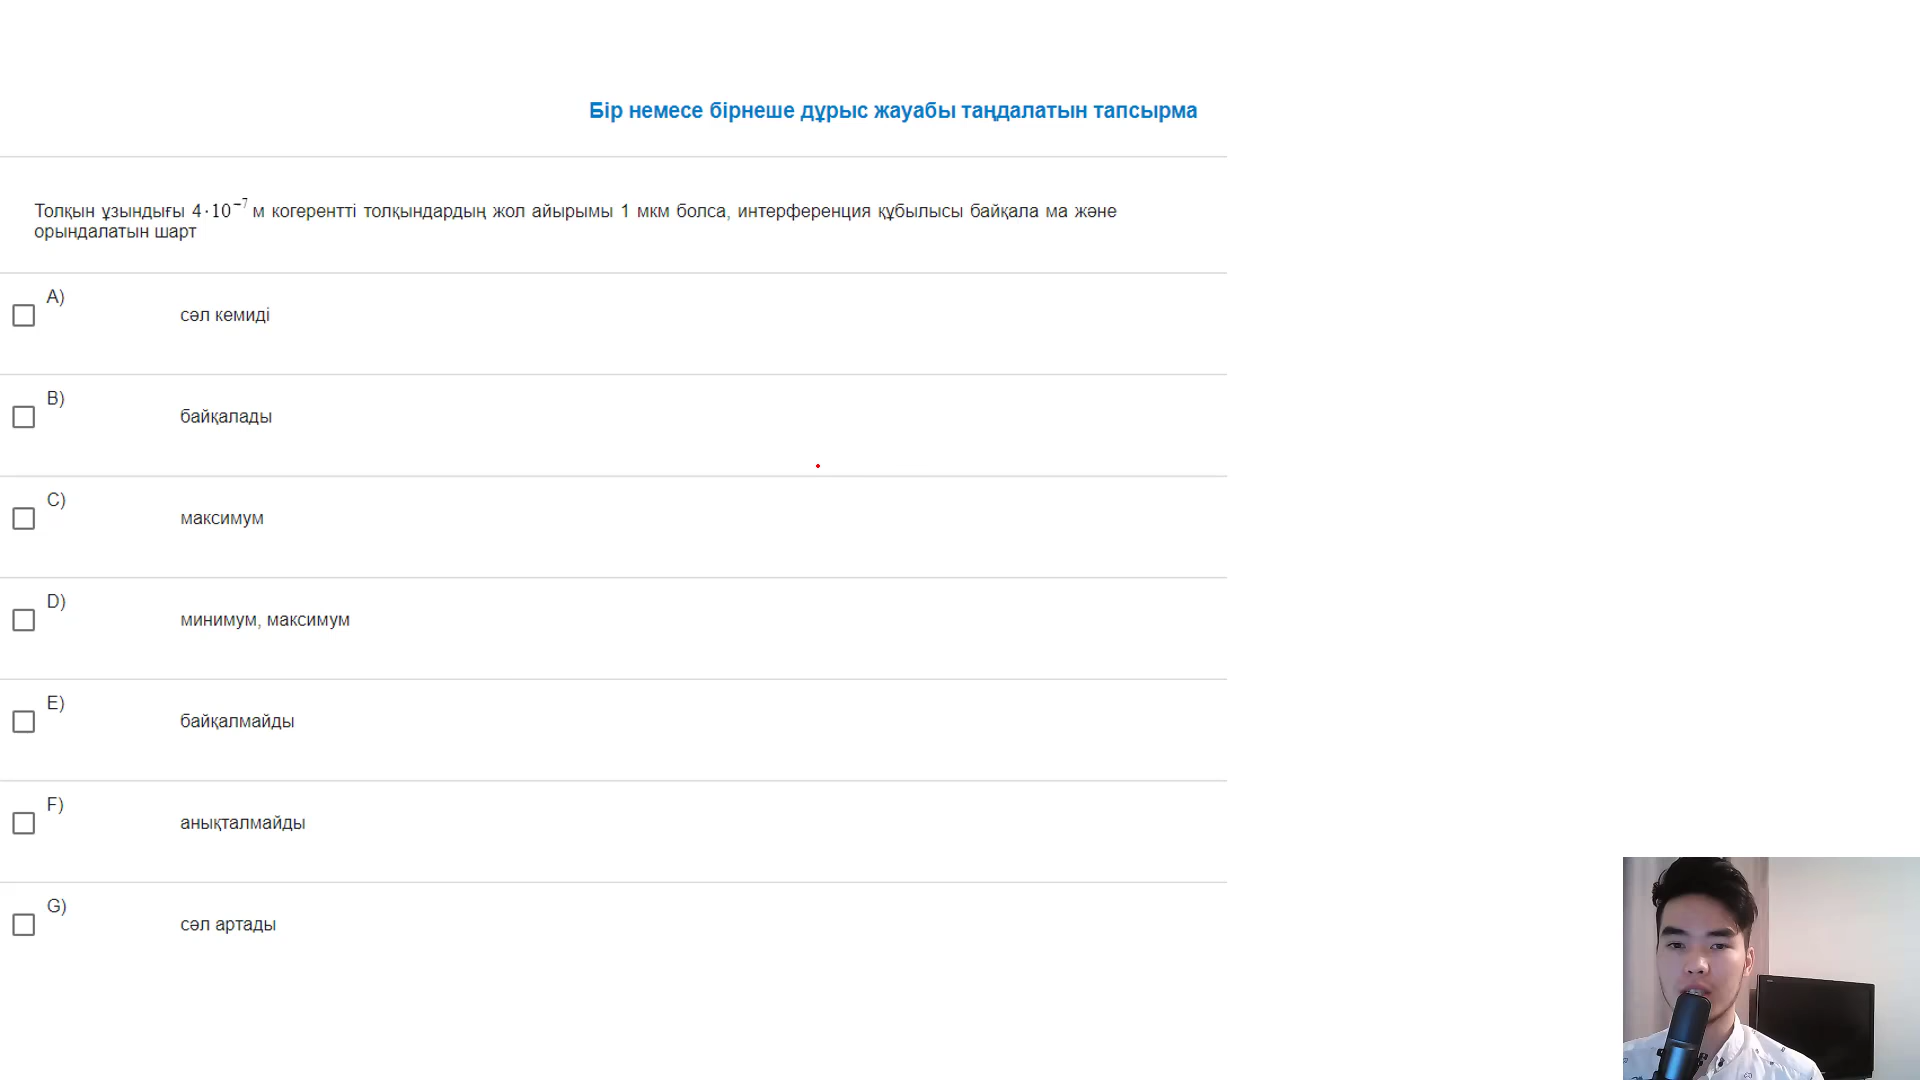 Бір немесе бірнеше дұрыс жауабы таңдалатын тапсырма
Толқын ұзындығы 4·10⁻⁷ м когерентті толқындардың жол айырымы 1 мкм болса, интерференция құбылысы байқала ма және
орындалатын шарт
A)
сәл кемиді
B)
байқалады
C)
максимум
D)
минимум, максимум
E)
байқалмайды
F)
анықталмайды
G)
сәл артады